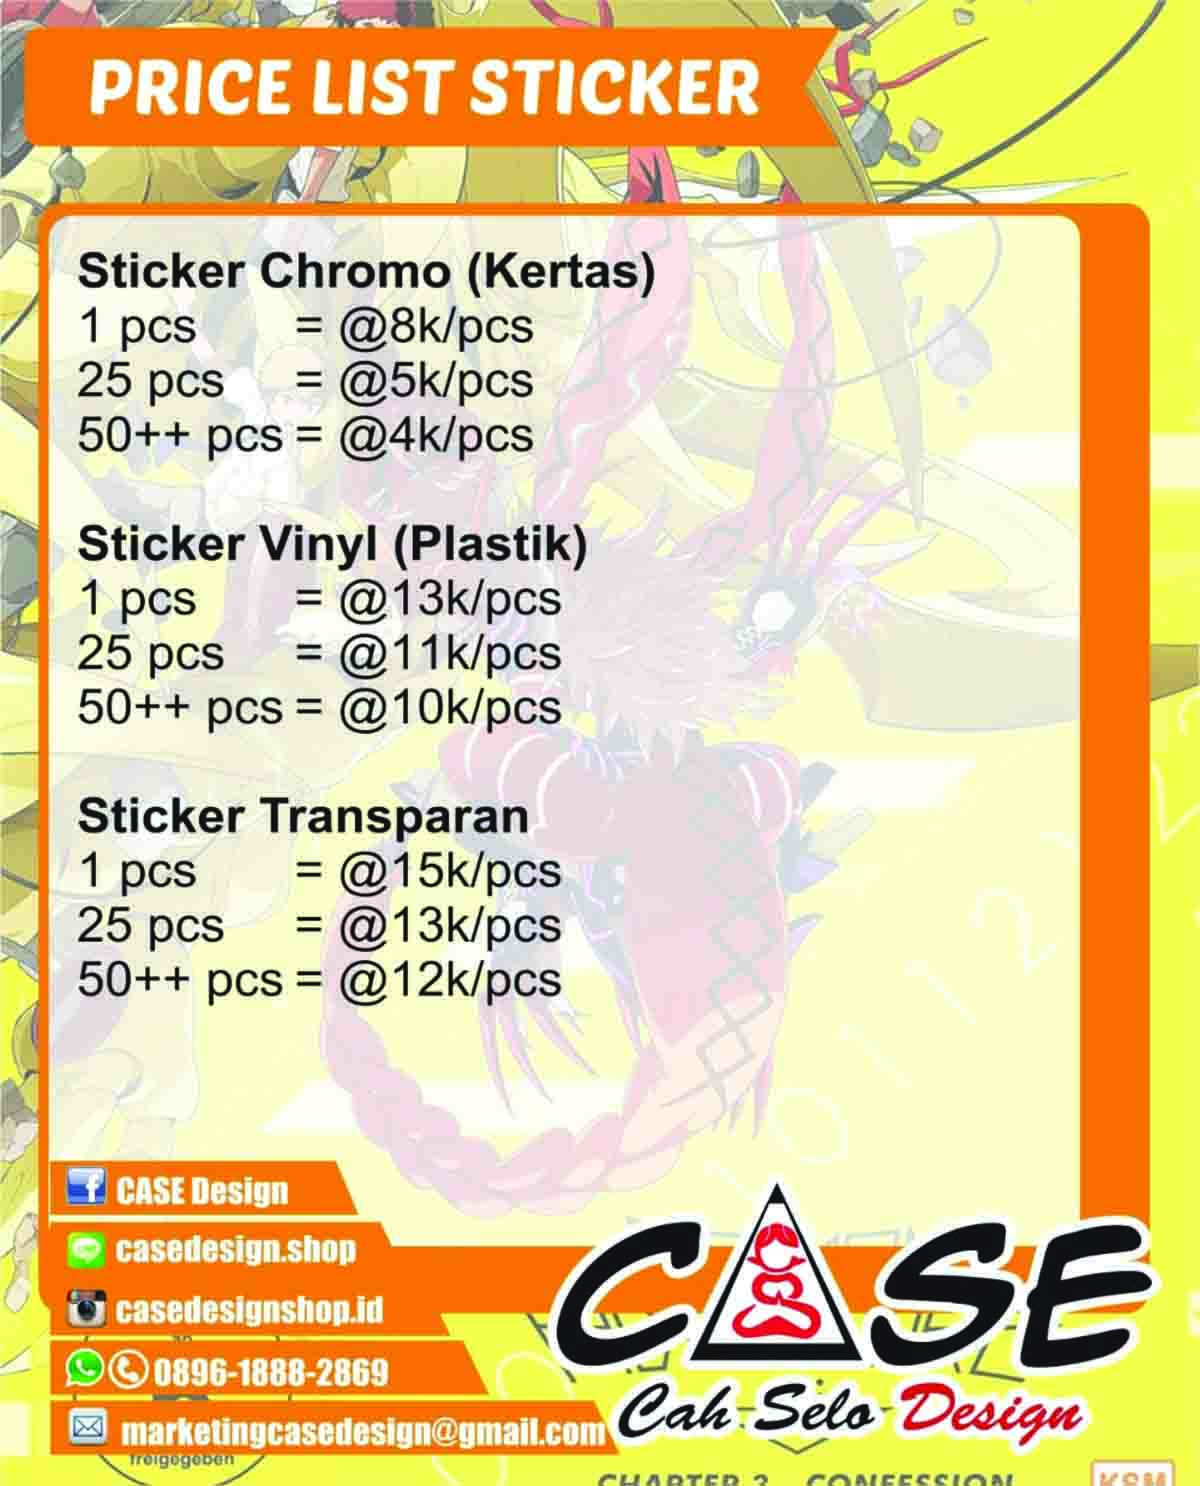 PRICE LIST STICKER
Sticker Chromo (Kertas)
1 pcs = @8k/pcs
25 pcs = @5k/pcs
50++ pcs = @4k/pcs
Sticker Vinyl (Plastik)
1 pcs = @13k/pcs
25 pcs = @11k/pcs
50++ pcs = @10k/pcs
Sticker Transparan
1 pcs = @15k/pcs
25 pcs = @13k/pcs
50++ pcs = @12k/pcs
CASE Design
casedesign.shop
casedesignshop.id
0896-1888-2869
marketingcasedesign@gmail.com
CASE
Cah Selo Design
freigegeben
CHAPTER 3 CONFESSION
KSM